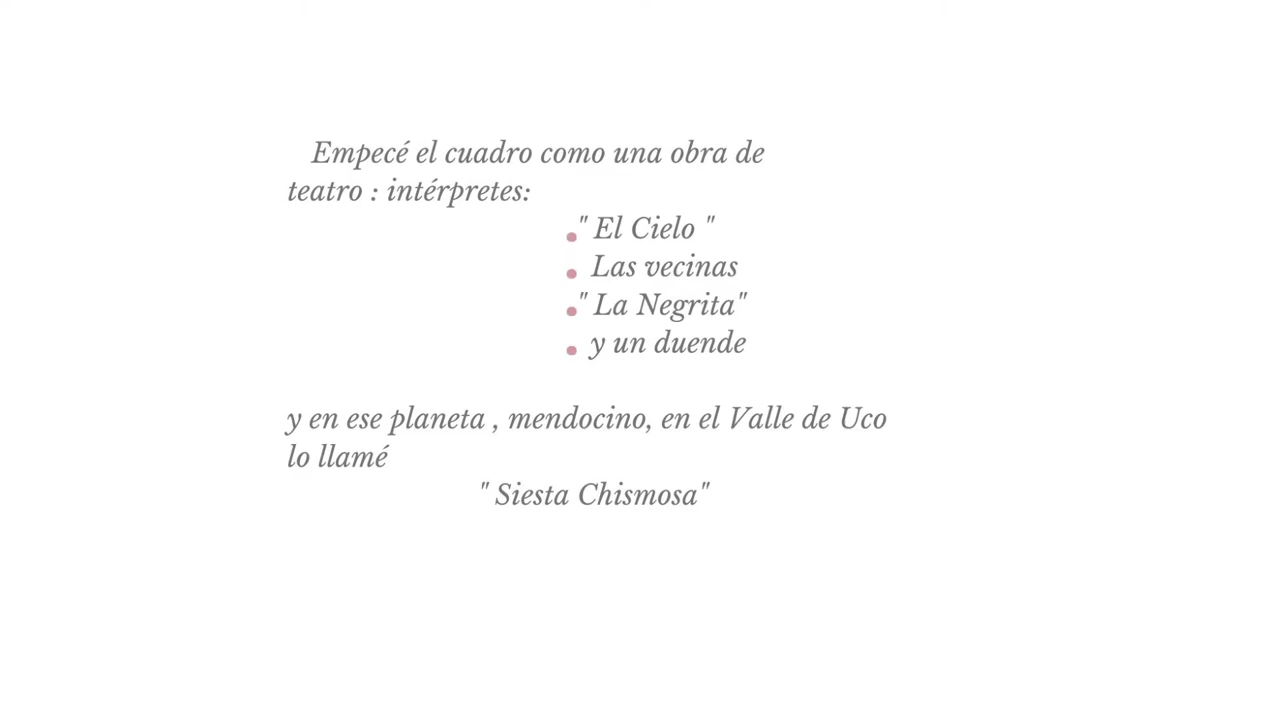 Empecé el cuadro como una obra de
teatro : intérpretes:
" El Cielo "
Las vecinas
" La Negrita"
y un duende
y en ese planeta , mendocino, en el Valle de Uco
lo llamé
" Siesta Chismosa"